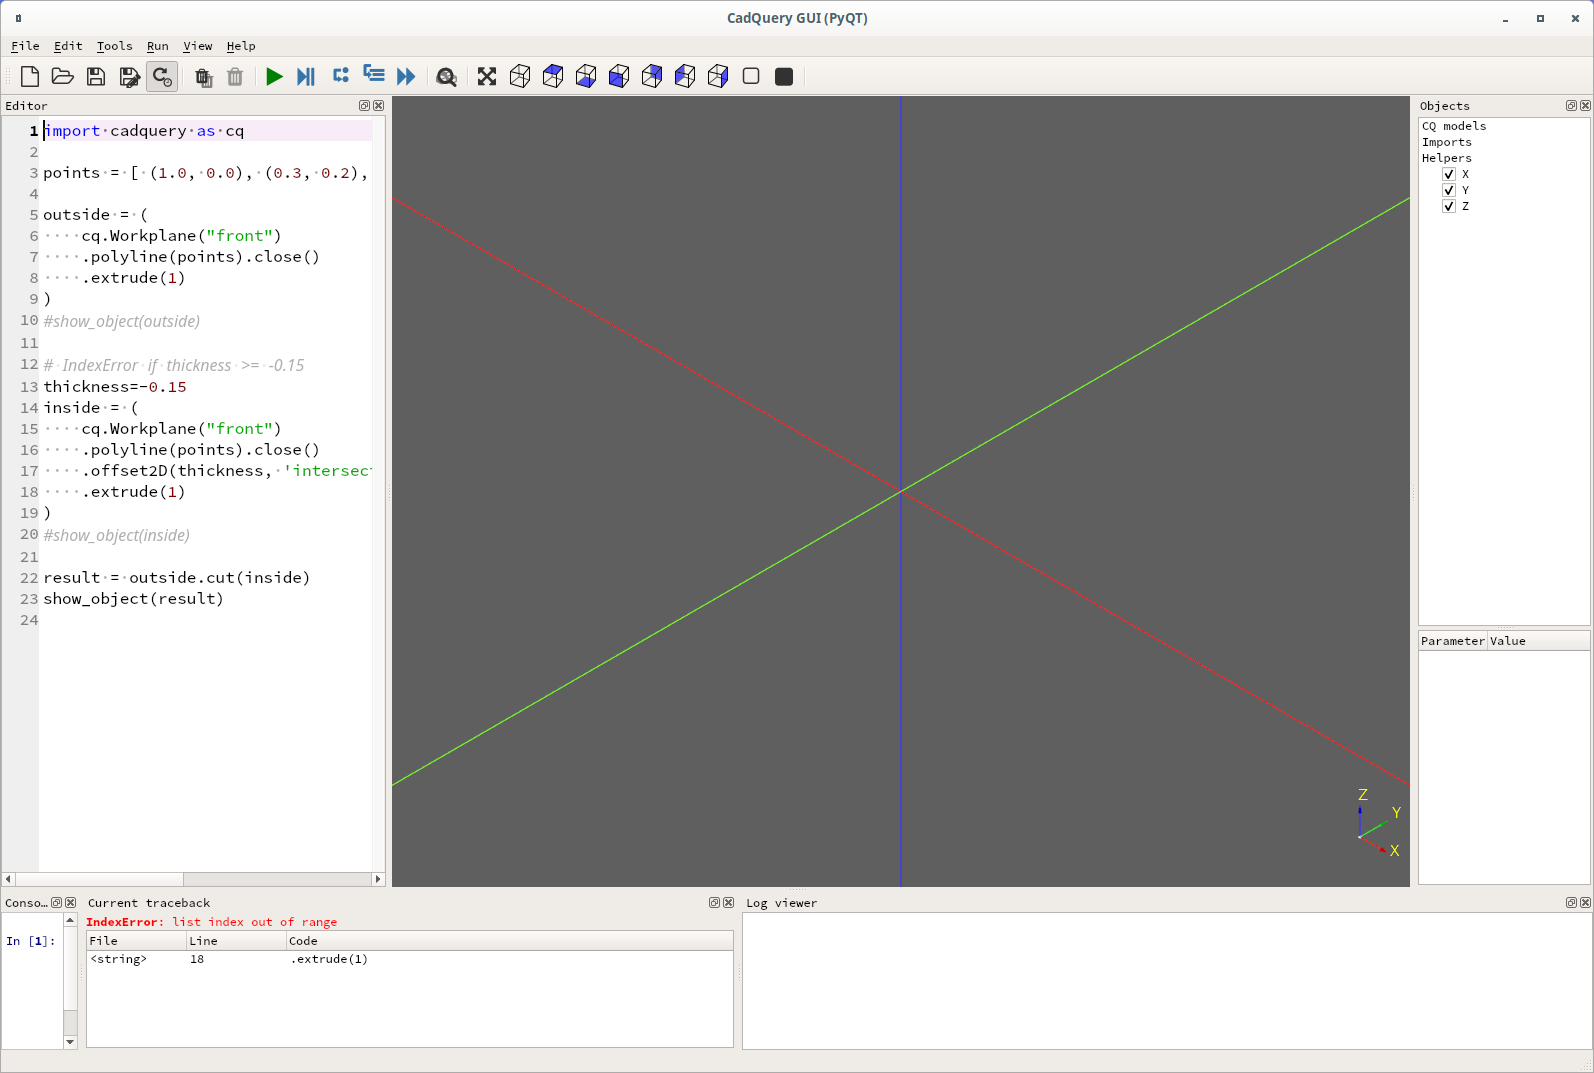 CadQuery GUI (PyQT)
File Edit Tools Run View Help
Editor
1 import·cadquery·as·cq
2
3 points·=·[·(1.0,·0.0),·(0.3,·0.2),
4
5 outside·=·(
6 ····cq.Workplane("front")
7 ····.polyline(points).close()
8 ····.extrude(1)
9 )
10 #show_object(outside)
11
12 #·IndexError·if·thickness·>=·-0.15
13 thickness=-0.15
14 inside·=·(
15 ····cq.Workplane("front")
16 ····.polyline(points).close()
17 ····.offset2D(thickness,·'intersec
18 ····.extrude(1)
19 )
20 #show_object(inside)
21
22 result·=·outside.cut(inside)
23 show_object(result)
24
Z
Y
X
Objects
CQ models
Imports
Helpers
X
Y
Z
Parameter Value
Conso...
In [1]:
Current traceback
IndexError: list index out of range
File Line Code
<string> 18 .extrude(1)
Log viewer